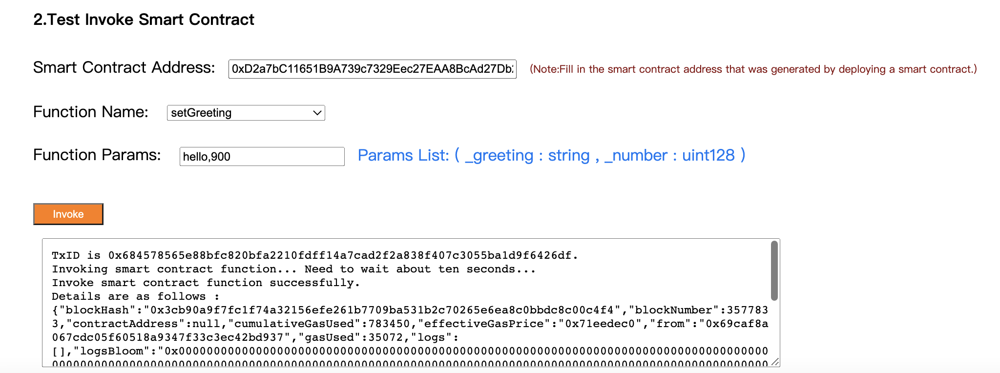 2.Test Invoke Smart Contract
Smart Contract Address: 0xD2a7bC11651B9A739c7329Eec27EAA8BcAd27Db (Note:Fill in the smart contract address that was generated by deploying a smart contract.)
Function Name: setGreeting
Function Params: hello,900 Params List: ( _greeting : string , _number : uint128 )
Invoke
TxID is 0x684578565e88bfc820bfa2210fdff14a7cad2f2a838f407c3055ba1d9f6426df.
Invoking smart contract function... Need to wait about ten seconds...
Invoke smart contract function successfully.
Details are as follows :
{"blockHash":"0x3cb90a9f7fc1f74a32156efe261b7709ba531b2c70265e6ea8c0bbdc8c00c4f4","blockNumber":357783
3,"contractAddress":null,"cumulativeGasUsed":783450,"effectiveGasPrice":"0x71eedec0","from":"0x69caf8a
067cdc05f60518a9347f33c3ec42bd937","gasUsed":35072,"logs":
[],"logsBloom":"0x000000000000000000000000000000000000000000000000000000000000000000000000000000000000